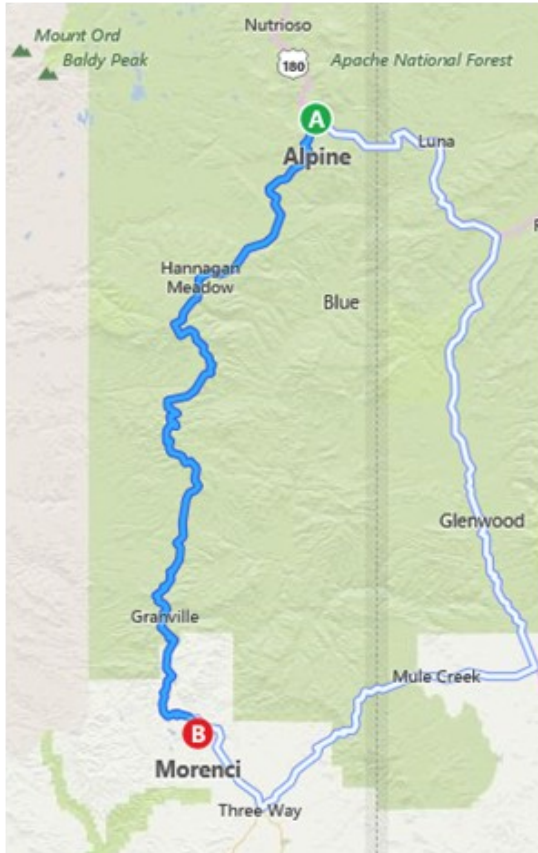 Nutrioso
Mount Ord
Baldy Peak
180
Apache National Forest
A
Alpine
Luna
Hannagan
Meadow
Blue
Glenwood
Granville
Mule Creek
B
Morenci
Three Way